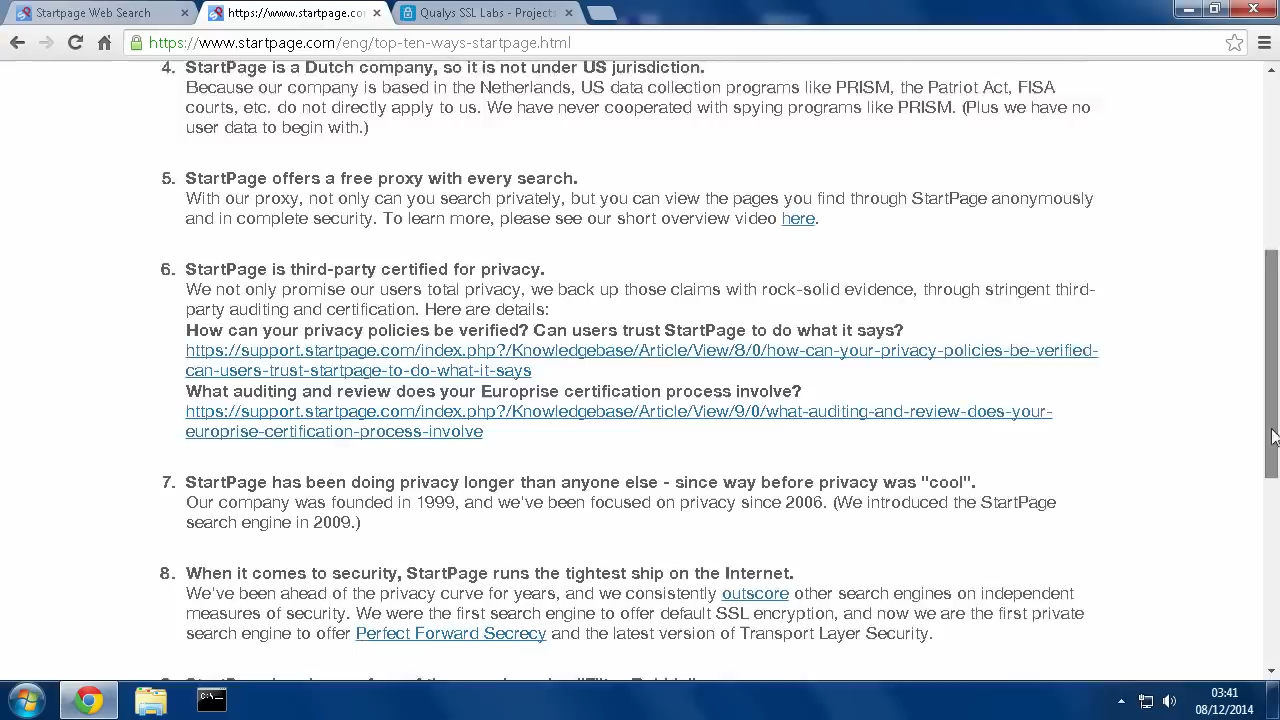 Startpage Web Search
https://www.startpage.co
Qualys SSL Labs - Projects
https://www.startpage.com/eng/top-ten-ways-startpage.html
4. StartPage is a Dutch company, so it is not under US jurisdiction.
Because our company is based in the Netherlands, US data collection programs like PRISM, the Patriot Act, FISA
courts, etc. do not directly apply to us. We have never cooperated with spying programs like PRISM. (Plus we have no
user data to begin with.)
5. StartPage offers a free proxy with every search.
With our proxy, not only can you search privately, but you can view the pages you find through StartPage anonymously
and in complete security. To learn more, please see our short overview video here.
6. StartPage is third-party certified for privacy.
We not only promise our users total privacy, we back up those claims with rock-solid evidence, through stringent third-
party auditing and certification. Here are details:
How can your privacy policies be verified? Can users trust StartPage to do what it says?
https://support.startpage.com/index.php?/Knowledgebase/Article/View/8/0/how-can-your-privacy-policies-be-verified-
can-users-trust-startpage-to-do-what-it-says
What auditing and review does your Europrise certification process involve?
https://support.startpage.com/index.php?/Knowledgebase/Article/View/9/0/what-auditing-and-review-does-your-
europrise-certification-process-involve
7. StartPage has been doing privacy longer than anyone else - since way before privacy was "cool".
Our company was founded in 1999, and we've been focused on privacy since 2006. (We introduced the StartPage
search engine in 2009.)
8. When it comes to security, StartPage runs the tightest ship on the Internet.
We've been ahead of the privacy curve for years, and we consistently outscore other search engines on independent
measures of security. We were the first search engine to offer default SSL encryption, and now we are the first private
search engine to offer Perfect Forward Secrecy and the latest version of Transport Layer Security.
C:\.
03:41
08/12/2014